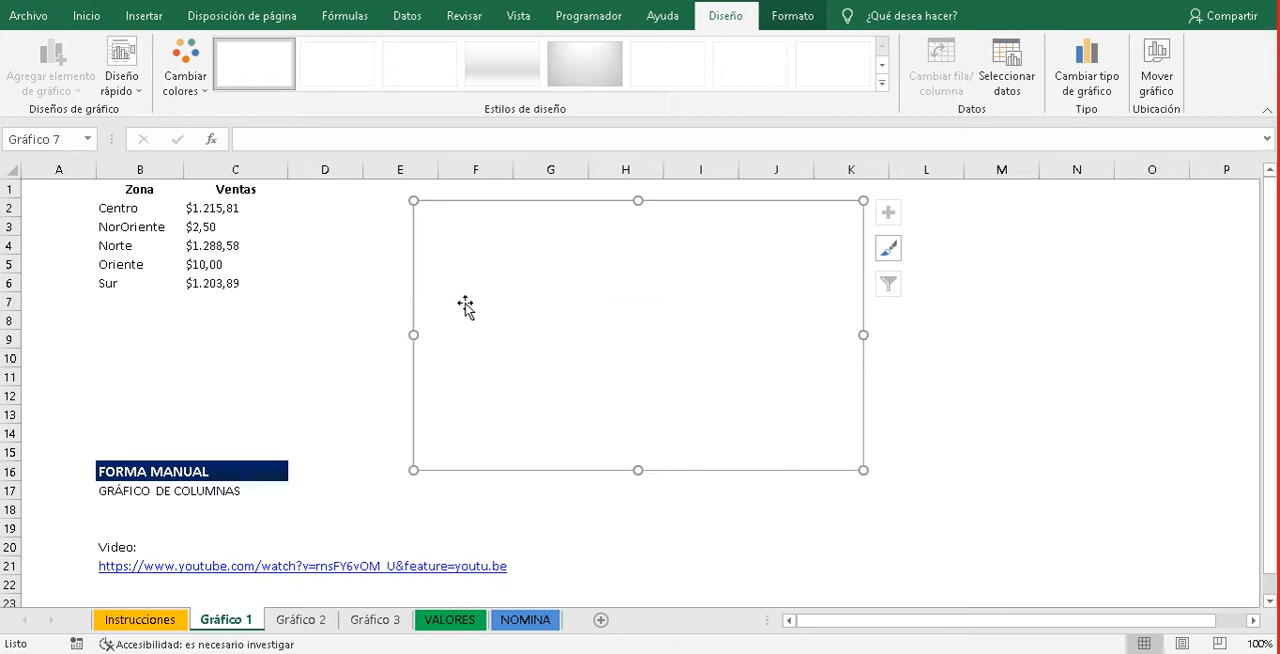 Archivo Inicio Insertar Disposición de página Fórmulas Datos Revisar Vista Programador Ayuda Diseño Formato ¿Qué desea hacer? Compartir
Agregar elemento de gráfico
Diseño rápido
Cambiar colores
Cambiar fila/columna
Seleccionar datos
Cambiar tipo de gráfico
Mover gráfico
Diseños de gráfico Estilos de diseño Datos Tipo Ubicación
Gráfico 7 fx
A B C D E F G H I J K L M N O P
1 Zona Ventas
2 Centro $1.215,81
3 NorOriente $2,50
4 Norte $1.288,58
5 Oriente $10,00
6 Sur $1.203,89
7
8
9
10
11
12
13
14
15
16 FORMA MANUAL
17 GRÁFICO DE COLUMNAS
18
19
20 Video:
21 https://www.youtube.com/watch?v=rnsFY6vOM_U&feature=youtu.be
22
23
Instrucciones Gráfico 1 Gráfico 2 Gráfico 3 VALORES NOMINA
Listo Accesibilidad: es necesario investigar 100%